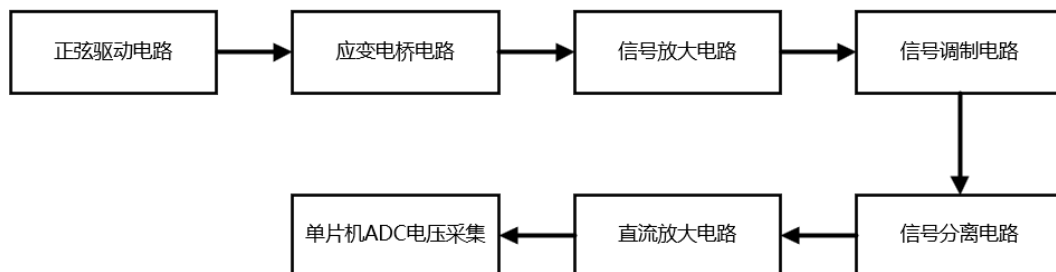 正弦驱动电路
应变电桥电路
信号放大电路
信号调制电路
单片机ADC电压采集
直流放大电路
信号分离电路